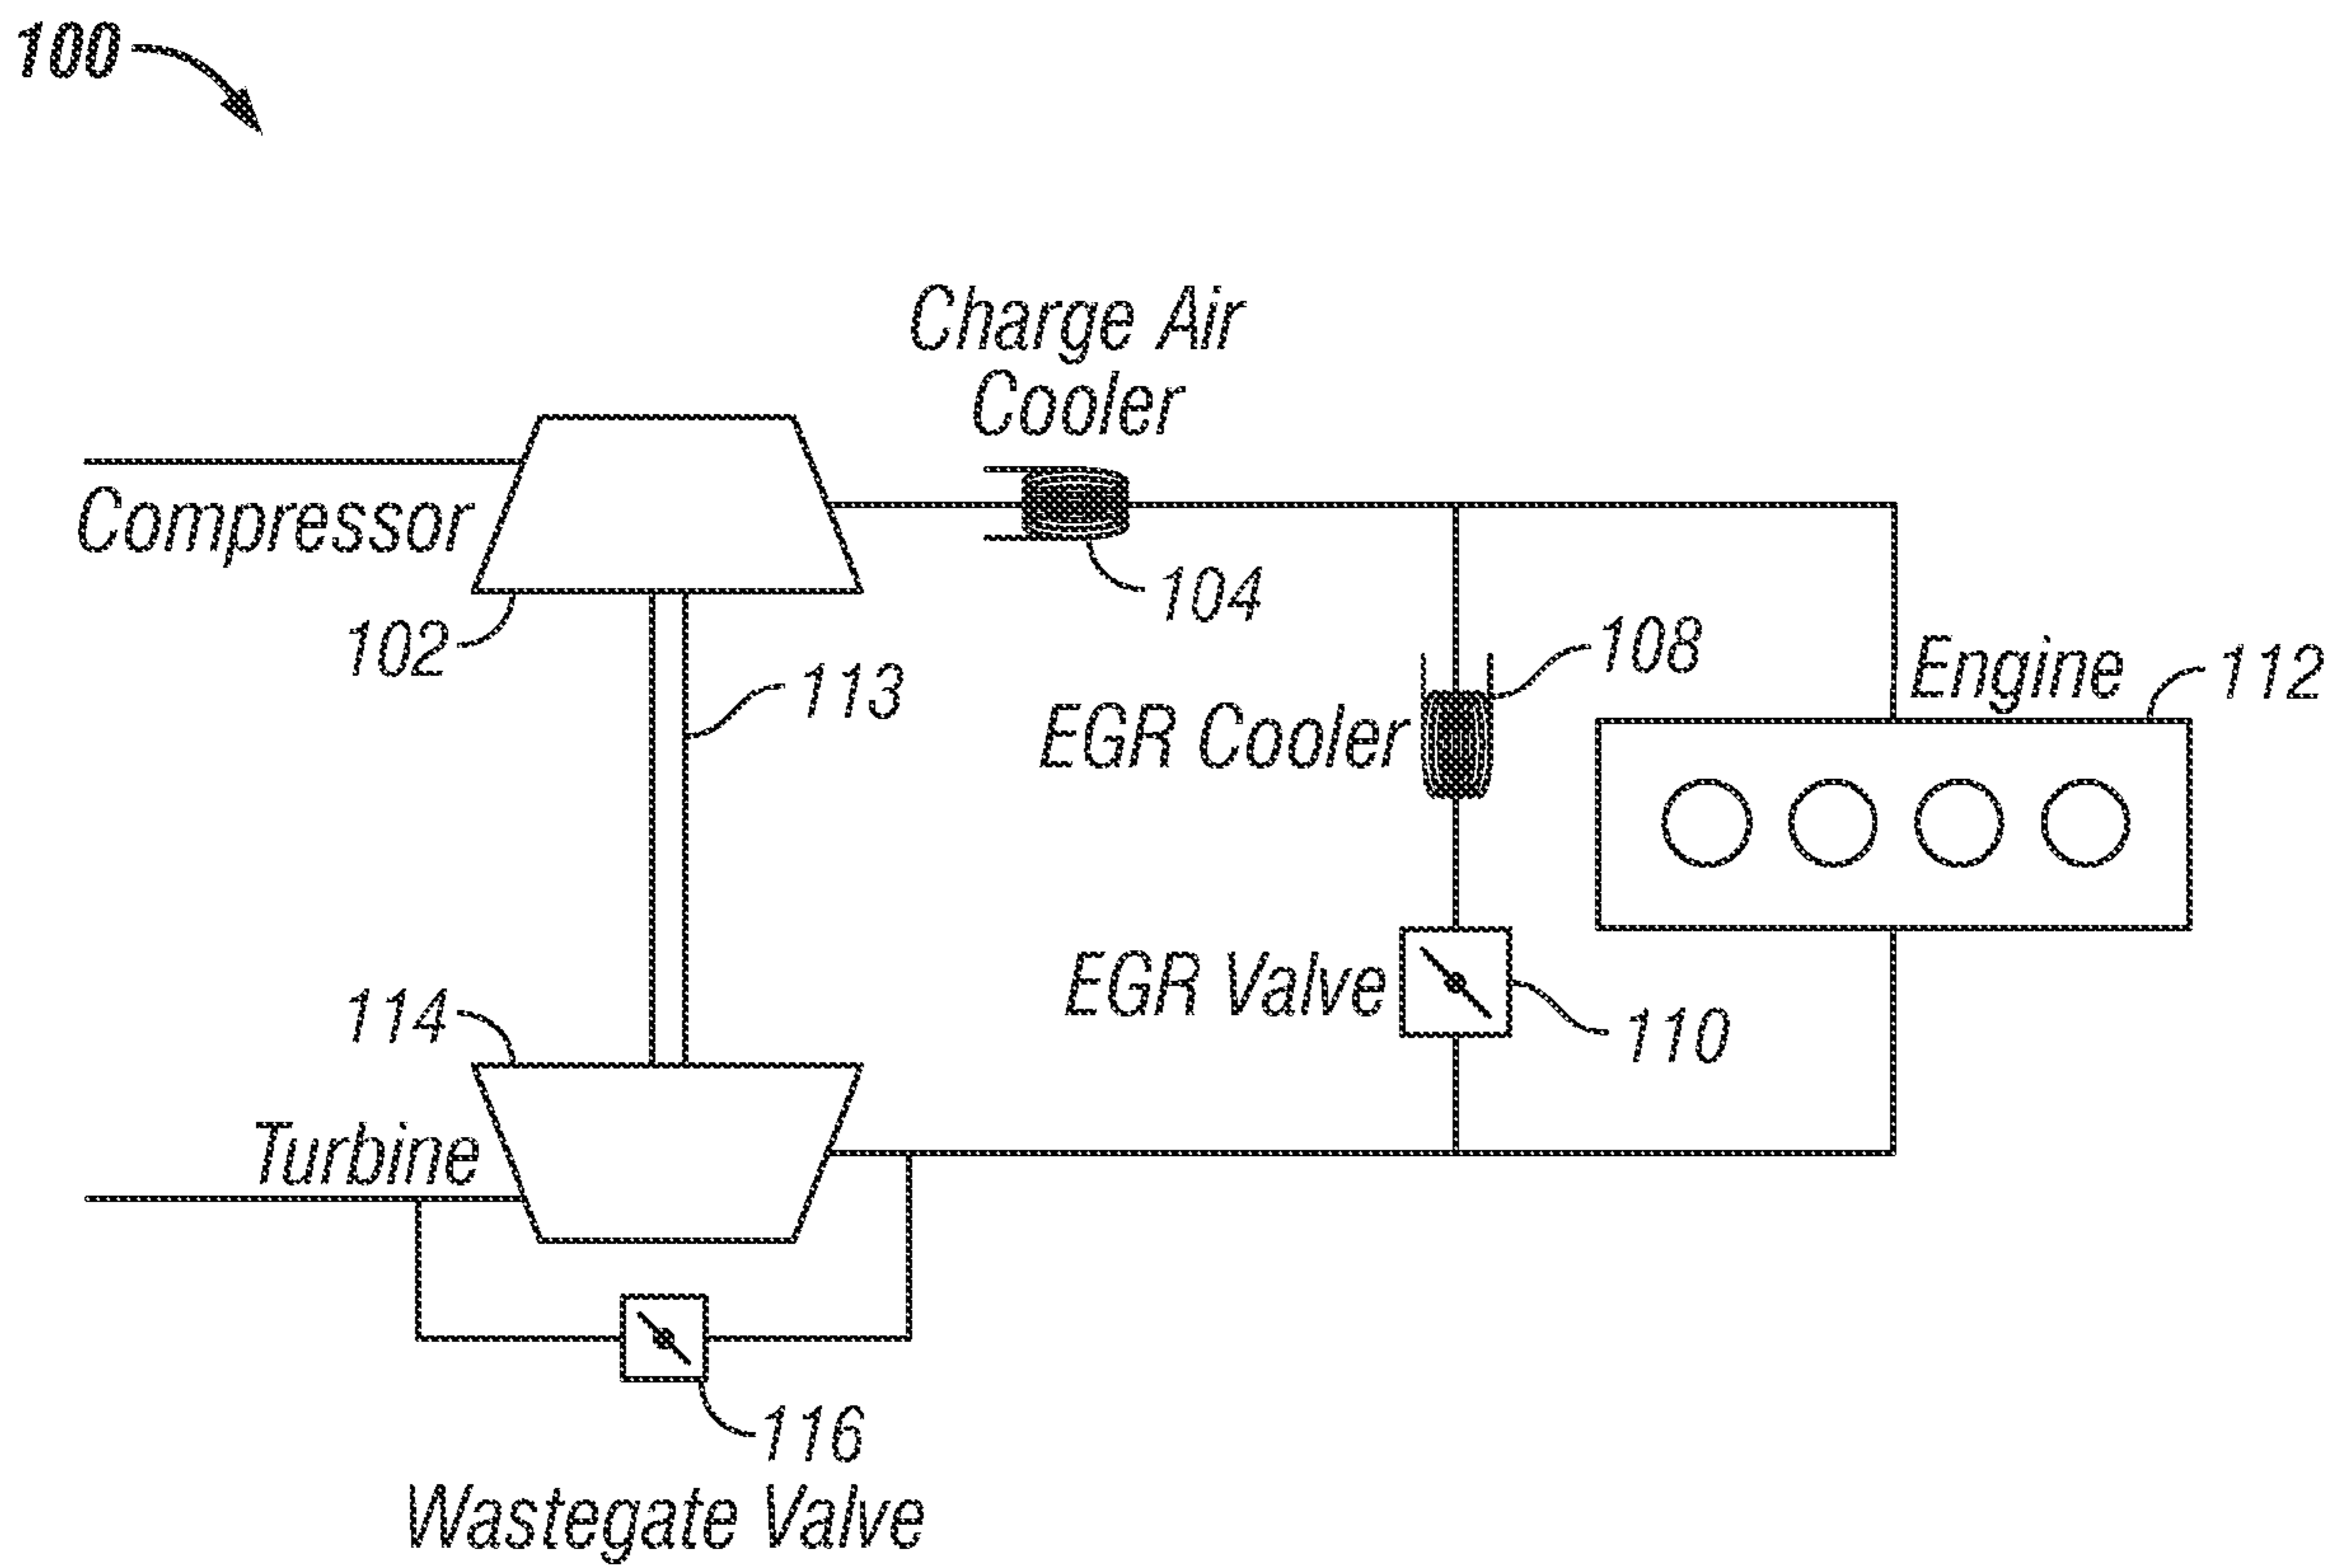 100
Charge Air
Cooler
Compressor
104
102
108
Engine
112
113
EGR Cooler
EGR Valve
114
110
Turbine
116
Wastegate Valve